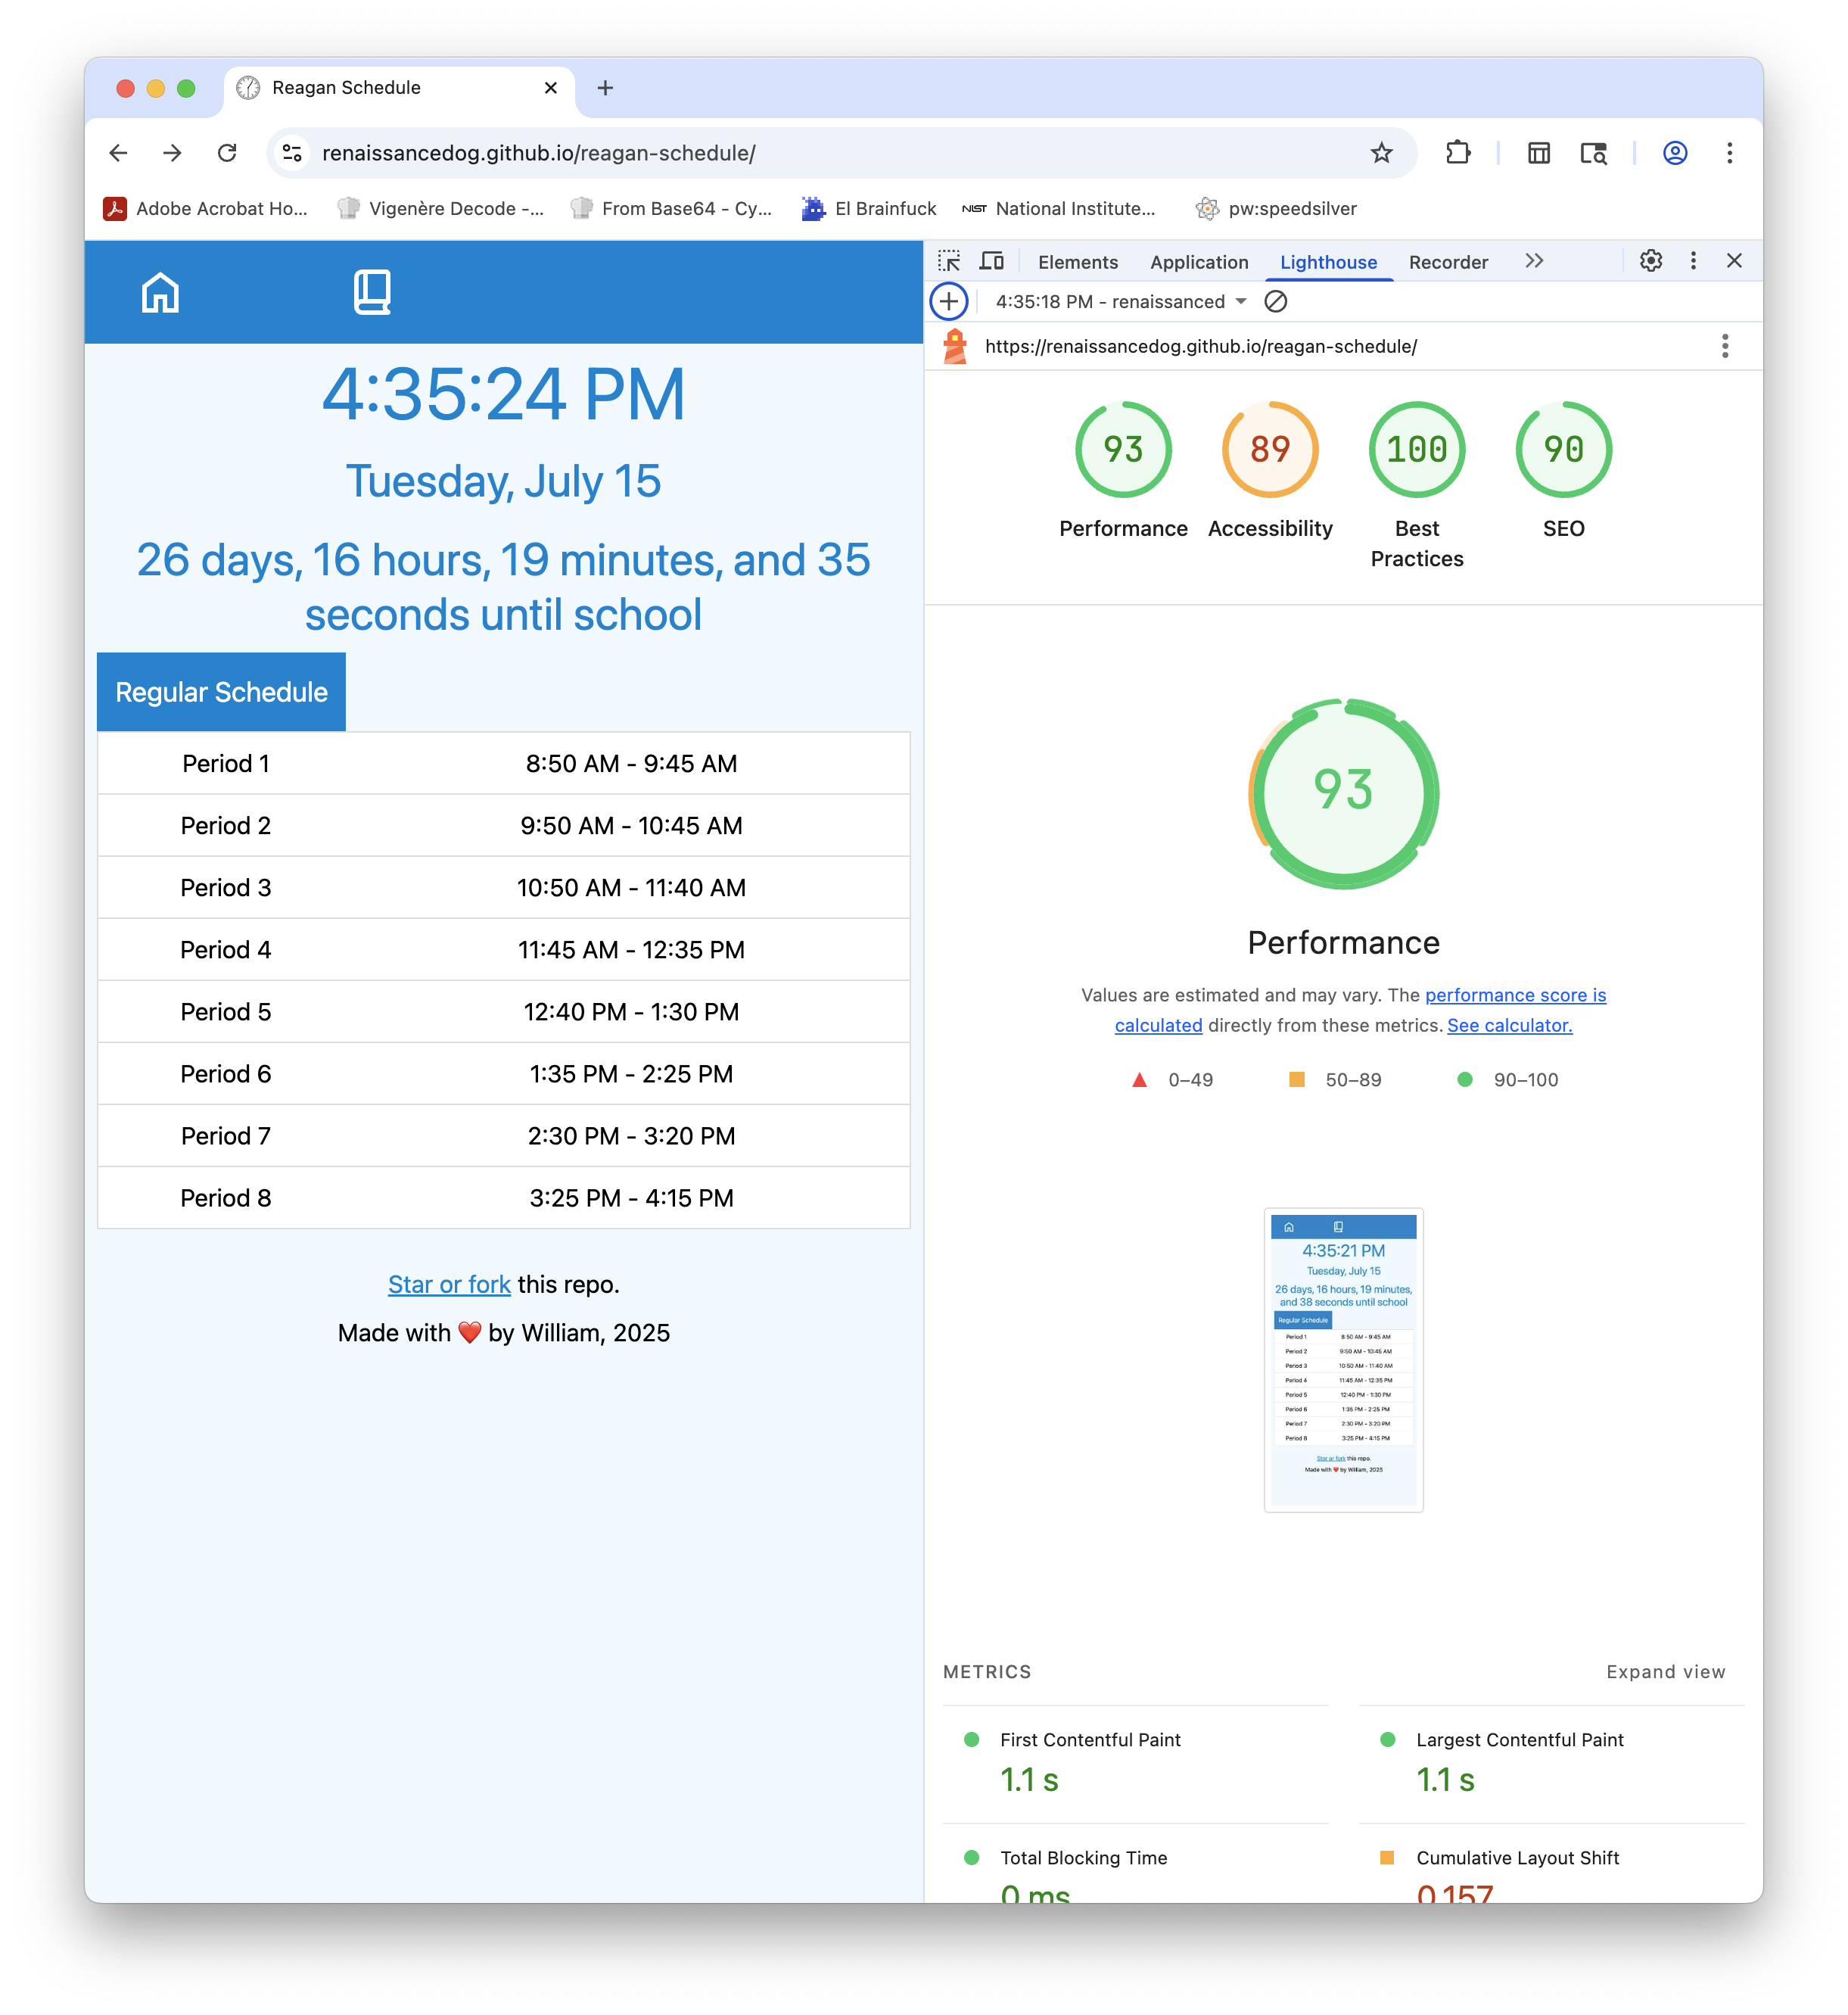 Reagan Schedule
renaissancedog.github.io/reagan-schedule/
Adobe Acrobat Ho...
Vigenère Decode -...
From Base64 - Cy...
El Brainfuck
NIST National Institute...
pw:speedsilver
4:35:24 PM
Tuesday, July 15
26 days, 16 hours, 19 minutes, and 35
seconds until school
Regular Schedule
Period 1 8:50 AM - 9:45 AM
Period 2 9:50 AM - 10:45 AM
Period 3 10:50 AM - 11:40 AM
Period 4 11:45 AM - 12:35 PM
Period 5 12:40 PM - 1:30 PM
Period 6 1:35 PM - 2:25 PM
Period 7 2:30 PM - 3:20 PM
Period 8 3:25 PM - 4:15 PM
Star or fork this repo.
Made with ❤️ by William, 2025
Elements Application Lighthouse Recorder
4:35:18 PM - renaissanced
https://renaissancedog.github.io/reagan-schedule/
93 89 100 90
Performance Accessibility Best SEO
Practices
93
Performance
Values are estimated and may vary. The performance score is
calculated directly from these metrics. See calculator.
0–49 50–89 90–100
4:35:21 PM
Tuesday, July 15
26 days, 16 hours, 19 minutes,
and 38 seconds until school
Regular Schedule
Period 1 8:50 AM - 9:45 AM
Period 2 9:50 AM - 10:45 AM
Period 3 10:50 AM - 11:40 AM
Period 4 11:45 AM - 12:35 PM
Period 5 12:40 PM - 1:30 PM
Period 6 1:35 PM - 2:25 PM
Period 7 2:30 PM - 3:20 PM
Period 8 3:25 PM - 4:15 PM
Star or fork this repo.
Made with ❤️ by William, 2025
METRICS Expand view
First Contentful Paint
1.1 s
Largest Contentful Paint
1.1 s
Total Blocking Time
0 ms
Cumulative Layout Shift
0.157